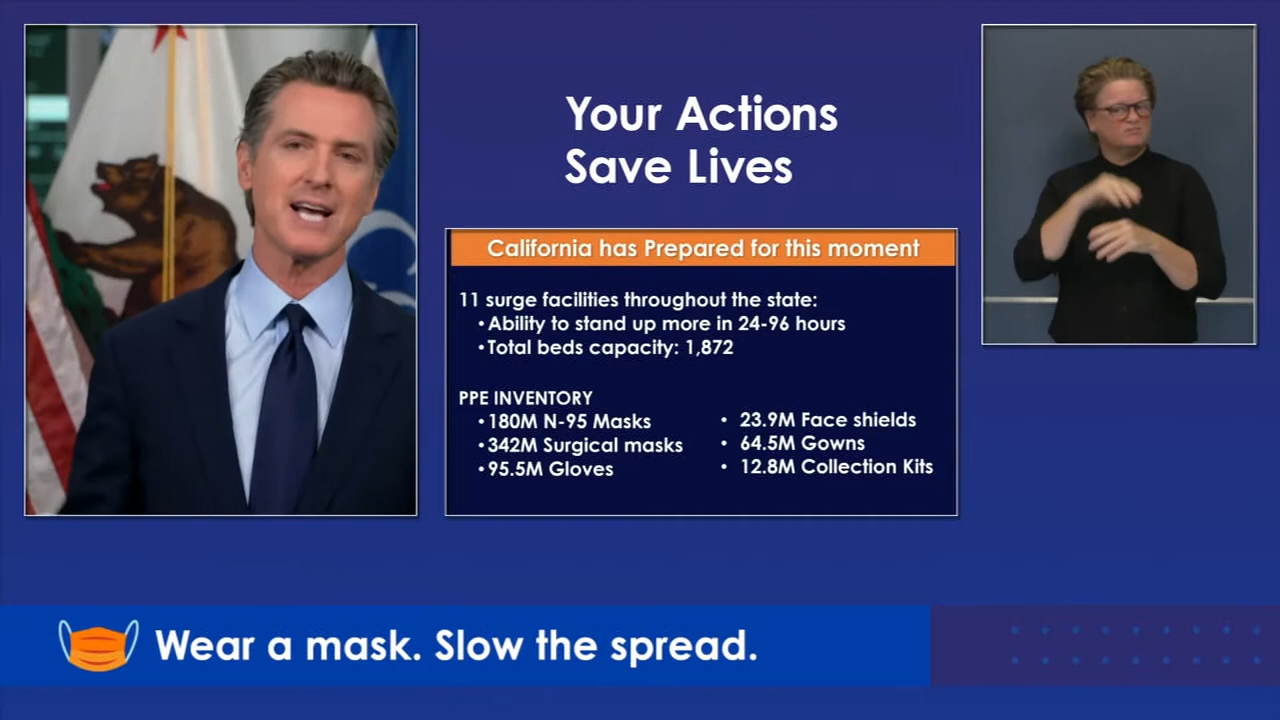 Your Actions
Save Lives
California has Prepared for this moment
11 surge facilities throughout the state:
•Ability to stand up more in 24-96 hours
•Total beds capacity: 1,872
PPE INVENTORY
•180M N-95 Masks
•342M Surgical masks
•95.5M Gloves
• 23.9M Face shields
• 64.5M Gowns
• 12.8M Collection Kits
Wear a mask. Slow the spread.